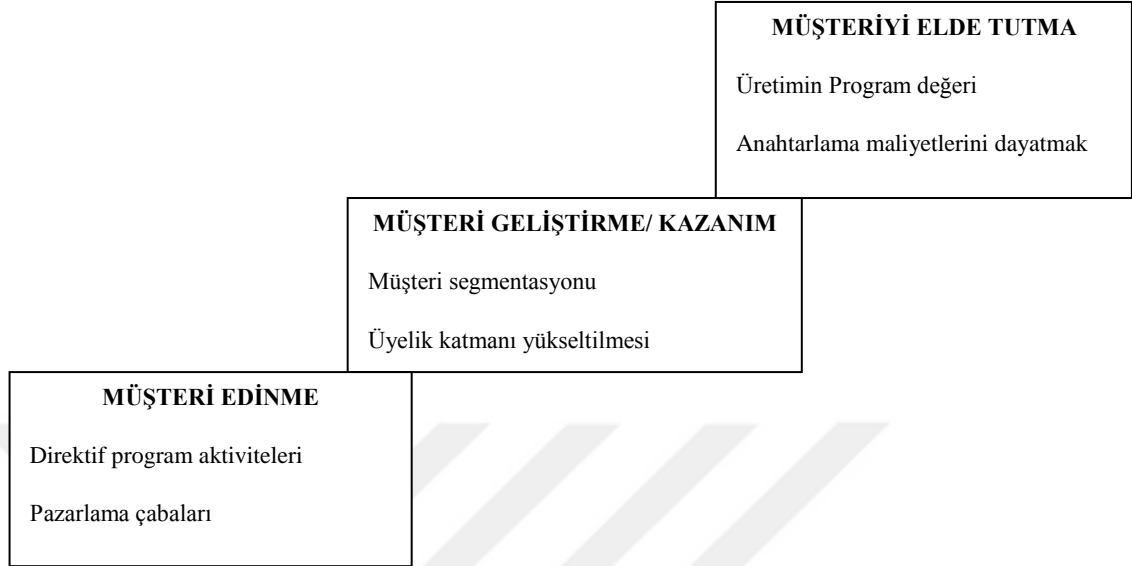 MÜŞTERİYİ ELDE TUTMA
Üretimin Program değeri
Anahtarlama maliyetlerini dayatmak
MÜŞTERİ GELİŞTİRME/ KAZANIM
Müşteri segmentasyonu
Üyelik katmanı yükseltilmesi
MÜŞTERİ EDİNME
Direktif program aktiviteleri
Pazarlama çabaları